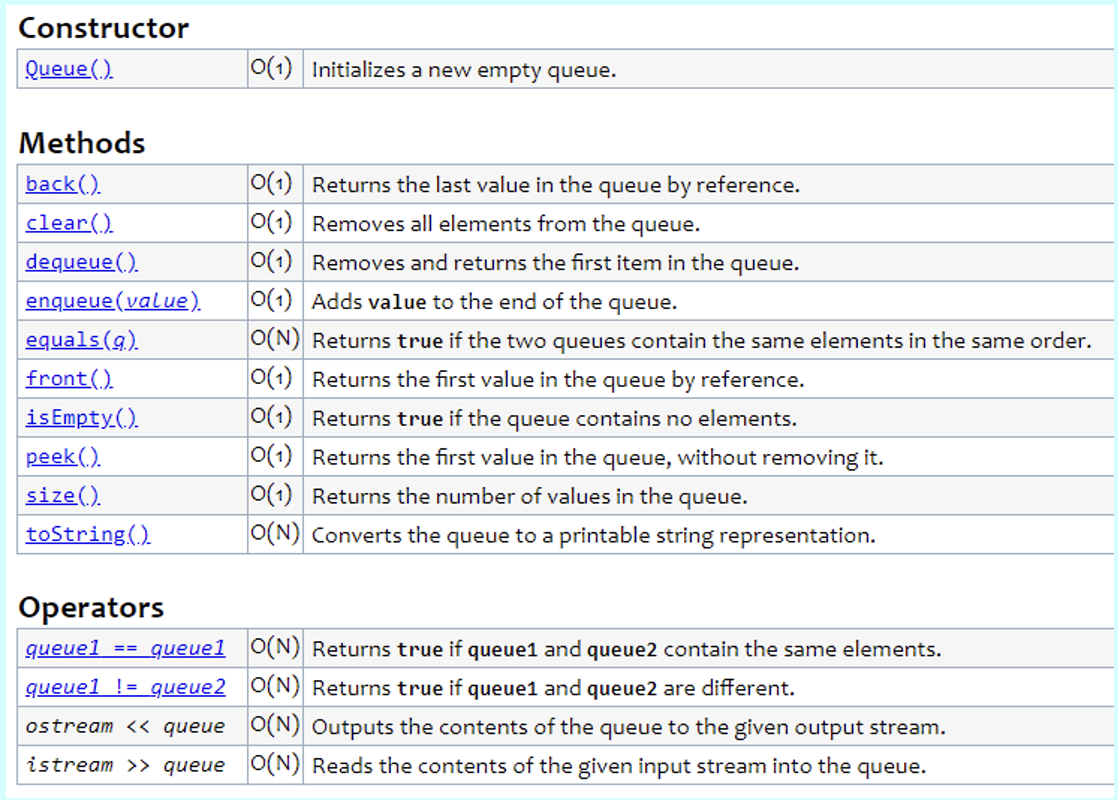 Constructor
Queue() O(1) Initializes a new empty queue.
Methods
back() O(1) Returns the last value in the queue by reference.
clear() O(1) Removes all elements from the queue.
dequeue() O(1) Removes and returns the first item in the queue.
enqueue(value) O(1) Adds value to the end of the queue.
equals(q) O(N) Returns true if the two queues contain the same elements in the same order.
front() O(1) Returns the first value in the queue by reference.
isEmpty() O(1) Returns true if the queue contains no elements.
peek() O(1) Returns the first value in the queue, without removing it.
size() O(1) Returns the number of values in the queue.
toString() O(N) Converts the queue to a printable string representation.
Operators
queue1 == queue1 O(N) Returns true if queue1 and queue2 contain the same elements.
queue1 != queue2 O(N) Returns true if queue1 and queue2 are different.
ostream << queue O(N) Outputs the contents of the queue to the given output stream.
istream >> queue O(N) Reads the contents of the given input stream into the queue.